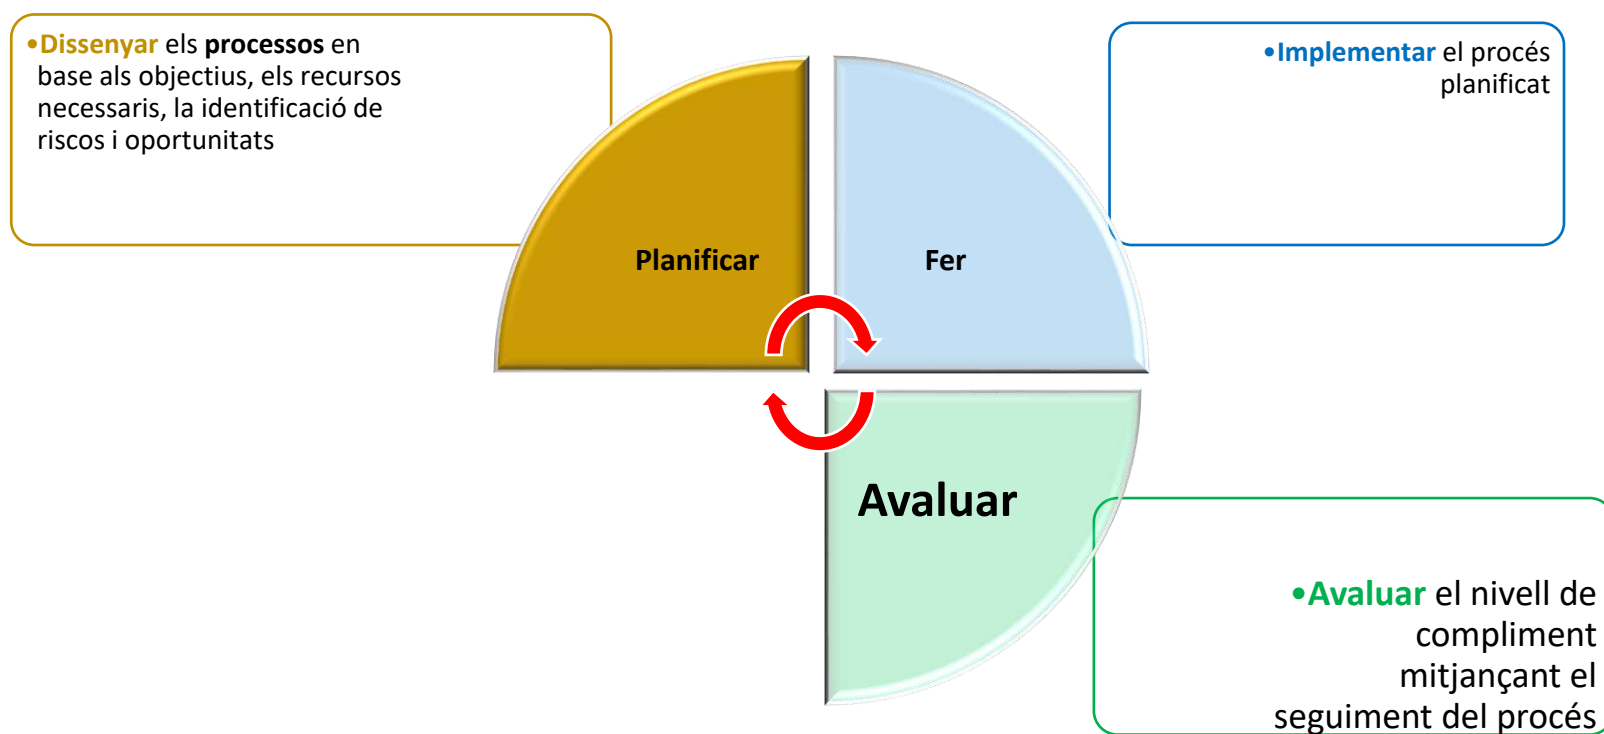 •Dissenyar els processos en
base als objectius, els recursos
necessaris, la identificació de
riscos i oportunitats
•Implementar el procés
planificat
Planificar
Fer
Avaluar
•Avaluar el nivell de
compliment
mitjançant el
seguiment del procés